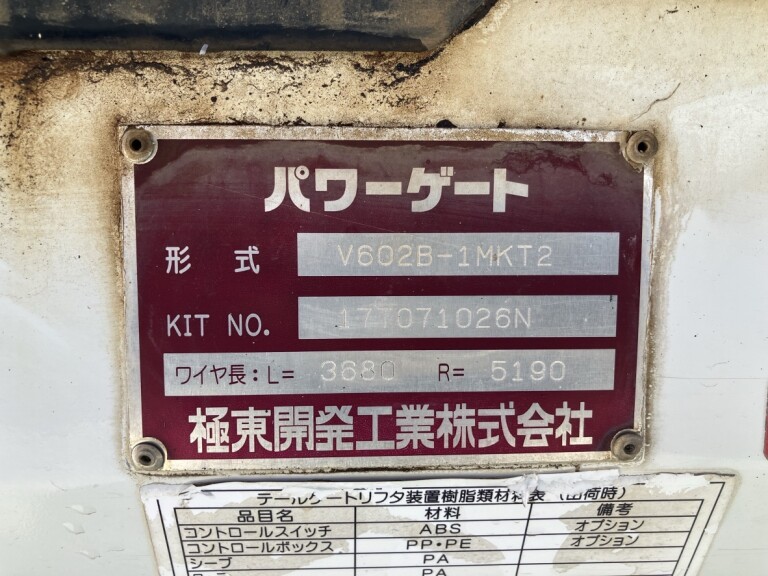 パワーゲート
形 式 V602B-1MKT2
KIT NO. 177071026N
ワイヤ長:L= 3680 R= 5190
極東開発工業株式会社
テールゲートリフタ装置樹脂類材料表 (出荷時)
品目名 材料 備考
コントロールスイッチ ABS オプション
コントロールボックス PP・PE オプション
シーブ PA
PA